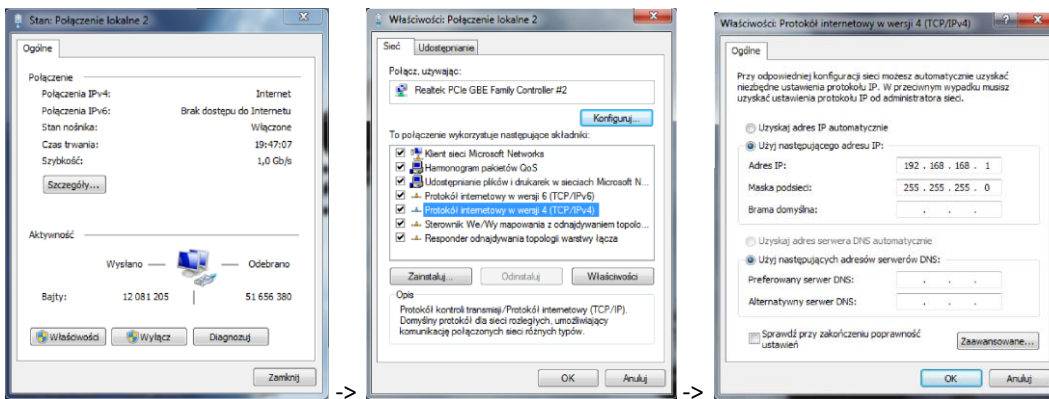 Stan: Połączenie lokalne 2
Ogólne
Połączenie
Połączenia IPv4: Internet
Połączenia IPv6: Brak dostępu do Internetu
Stan nośnika: Włączone
Czas trwania: 19:47:07
Szybkość: 1,0 Gb/s
Szczegóły...
Aktywność
Wysłano — — Odebrano
Bajty: 12 081 205 | 51 656 380
Właściwości Wyłącz Diagnozuj
Zamknij
->
Właściwości: Połączenie lokalne 2
Sieć Udostępnianie
Połącz, używając:
Realtek PCIe GBE Family Controller #2
Konfiguruj...
To połączenie wykorzystuje następujące składniki:
Klient sieci Microsoft Networks
Harmonogram pakietów QoS
Udostępnianie plików i drukarek w sieciach Microsoft N...
Protokół internetowy w wersji 6 (TCP/IPv6)
Protokół internetowy w wersji 4 (TCP/IPv4)
Sterownik We/Wy mapowania z odnajdywaniem topolo...
Responder odnajdywania topologii warstwy łącza
Zainstaluj... Odinstaluj Właściwości
Opis
Protokół kontroli transmisji/Protokół internetowy (TCP/IP).
Domyślny protokół dla sieci rozległych, umożliwiający
komunikację połączonych sieci różnych typów.
OK Anuluj
->
Właściwości: Protokół internetowy w wersji 4 (TCP/IPv4)
Ogólne
Przy odpowiedniej konfiguracji sieci możesz automatycznie uzyskać
niezbędne ustawienia protokołu IP. W przeciwnym wypadku musisz
uzyskać ustawienia protokołu IP od administratora sieci.
Uzyskaj adres IP automatycznie
Użyj następującego adresu IP:
Adres IP: 192 . 168 . 168 . 1
Maska podsieci: 255 . 255 . 255 . 0
Brama domyślna: . . .
Uzyskaj adres serwera DNS automatycznie
Użyj następujących adresów serwerów DNS:
Preferowany serwer DNS: . . .
Alternatywny serwer DNS: . . .
Sprawdź przy zakończeniu poprawność
ustawień
Zaawansowane...
OK Anuluj